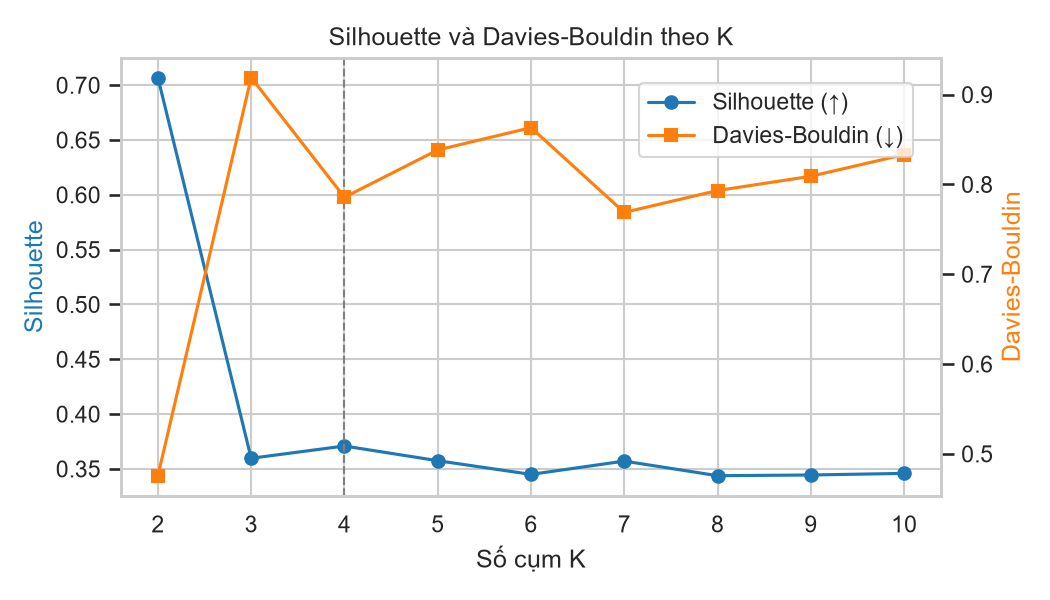 Silhouette và Davies-Bouldin theo K
Silhouette (↑)
Davies-Bouldin (↓)
Silhouette
0.70
0.65
0.60
0.55
0.50
0.45
0.40
0.35
0.9
0.8
0.7
0.6
0.5
Davies-Bouldin
2 3 4 5 6 7 8 9 10
Số cụm K